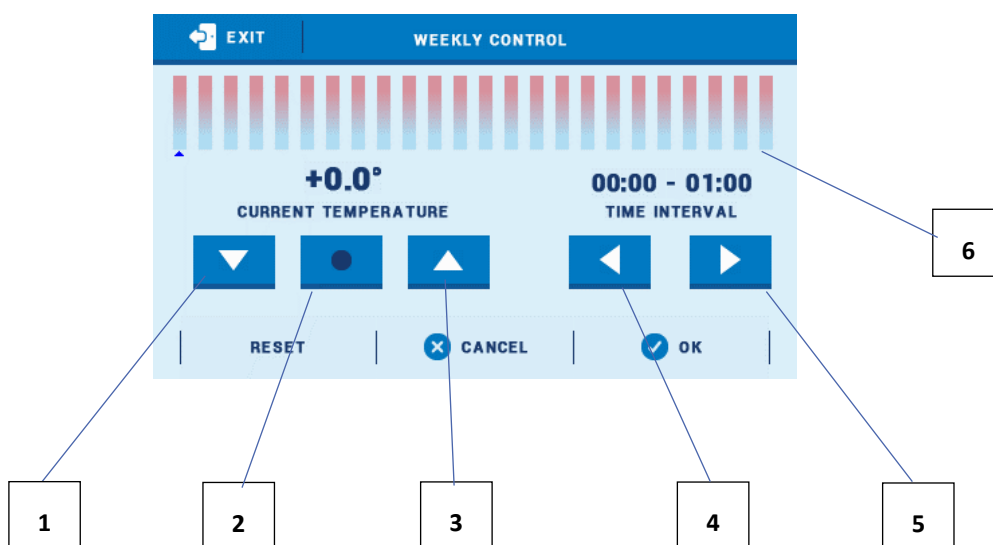 EXIT WEEKLY CONTROL
+0.0° 00:00 - 01:00
CURRENT TEMPERATURE TIME INTERVAL
6
RESET CANCEL OK
1 2 3 4 5